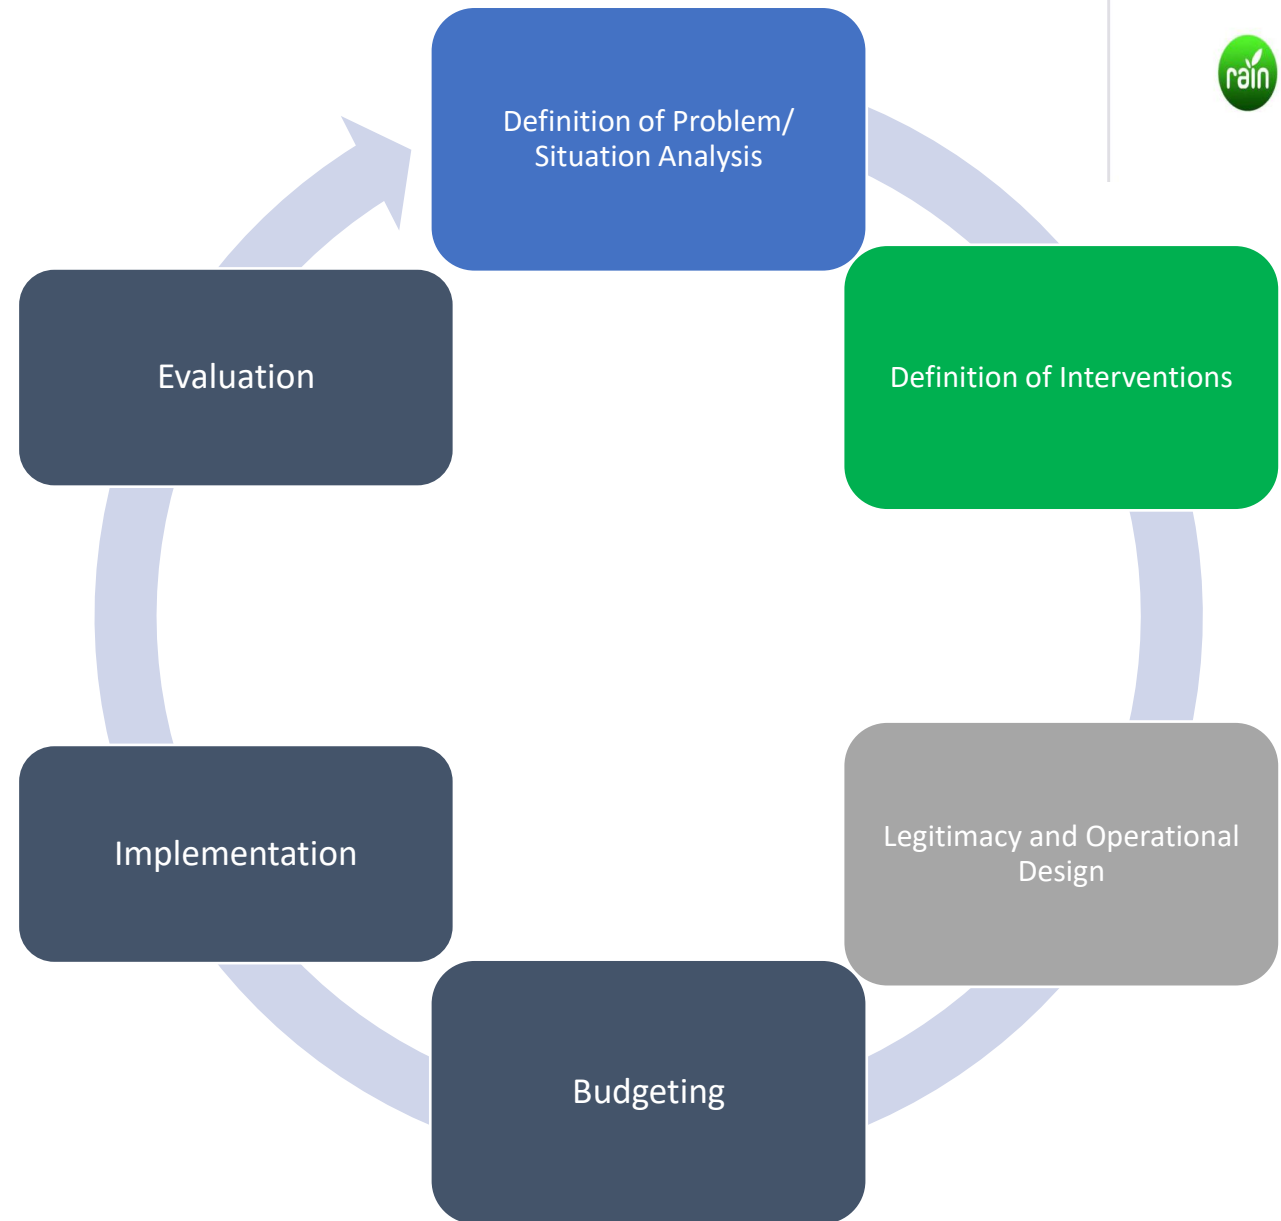 rain
Definition of Problem/
Situation Analysis
Definition of Interventions
Legitimacy and Operational
Design
Budgeting
Implementation
Evaluation